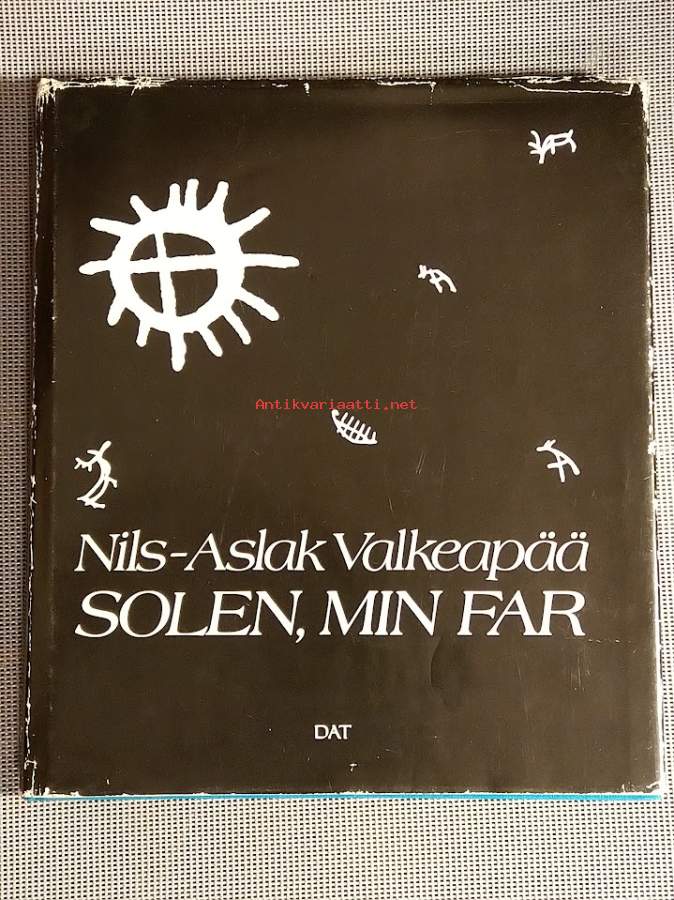 Antikvariaatti.net
Nils-Aslak Valkeapää
SOLEN, MIN FAR
DAT